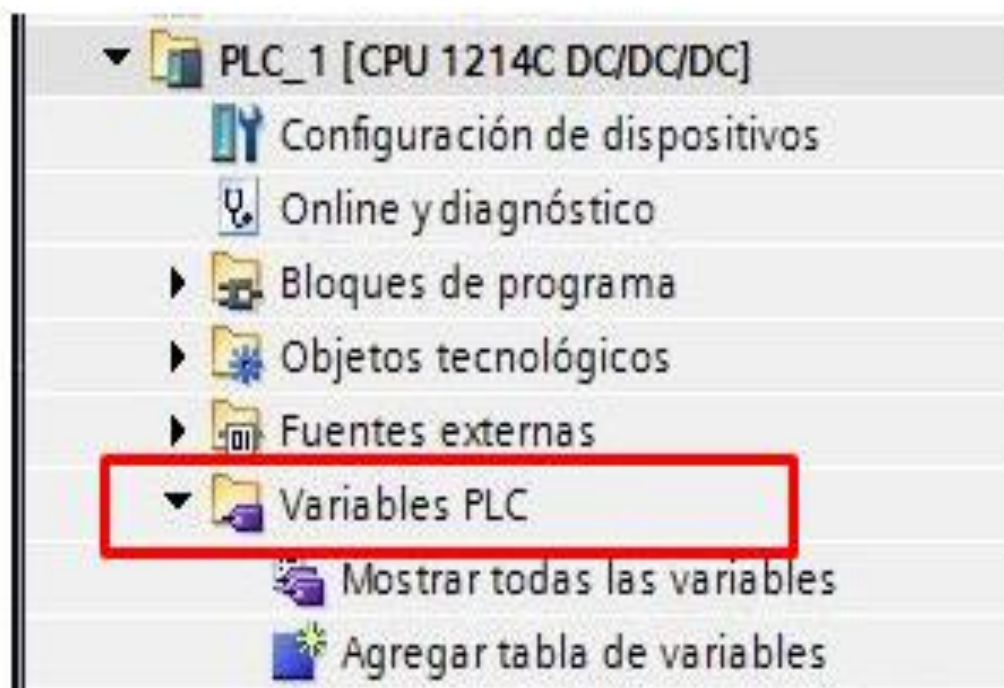 PLC_1 [CPU 1214C DC/DC/DC]
Configuración de dispositivos
Online y diagnóstico
Bloques de programa
Objetos tecnológicos
Fuentes externas
Variables PLC
Mostrar todas las variables
Agregar tabla de variables